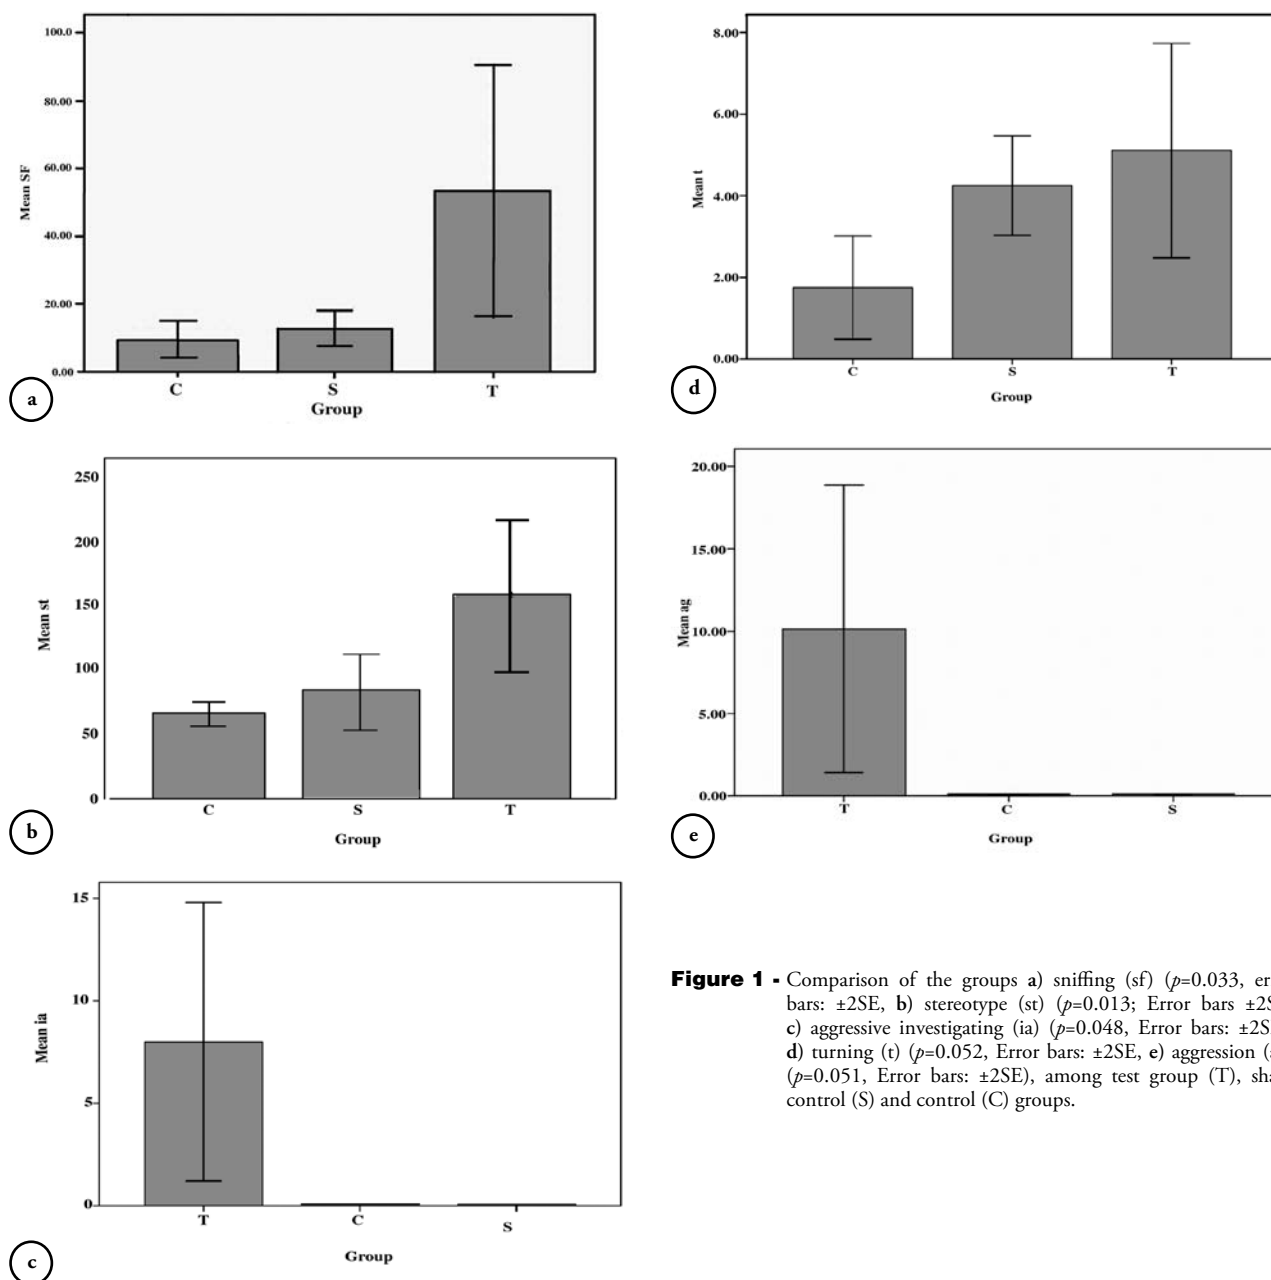 100.0
80.00
60.00
40.00
20.00
0.00
Mean SF
C S T
Group
a
8.00
6.00
4.00
2.00
0.00
Mean t
C S T
Group
d
250
200
150
100
50
0
Mean st
C S T
Group
b
20.00
15.00
10.00
5.00
0.00
Mean ag
T C S
Group
e
15
10
5
0
Mean ia
T C S
Group
c
Figure 1 - Comparison of the groups a) sniffing (sf) (p=0.033, er
bars: ±2SE, b) stereotype (st) (p=0.013; Error bars ±2S
c) aggressive investigating (ia) (p=0.048, Error bars: ±2S
d) turning (t) (p=0.052, Error bars: ±2SE, e) aggression (
(p=0.051, Error bars: ±2SE), among test group (T), sha
control (S) and control (C) groups.